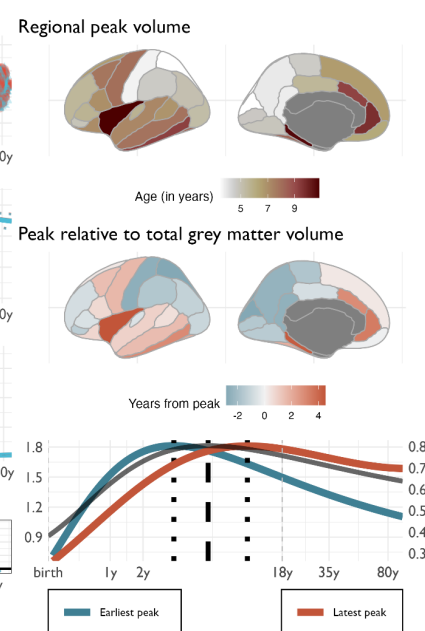 Regional peak volume
0y
Age (in years)
5 7 9
Peak relative to total grey matter volume
0y
Years from peak
-2 0 2 4
1.8 0.8
0.7
1.5 0.6
1.2 0.5
0y
0.9 0.4
0.3
birth 1y 2y 18y 35y 80y
y
Earliest peak Latest peak